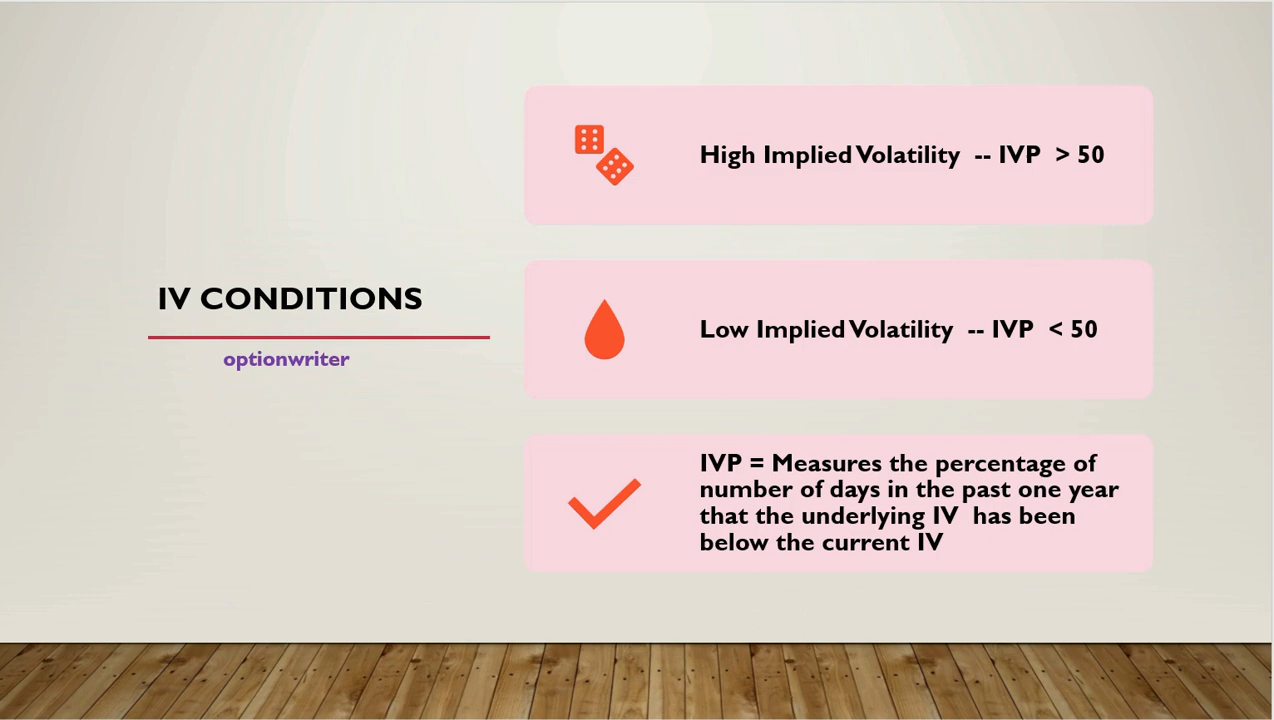 IV CONDITIONS
optionwriter
High Implied Volatility -- IVP > 50
Low Implied Volatility -- IVP < 50
IVP = Measures the percentage of
number of days in the past one year
that the underlying IV has been
below the current IV